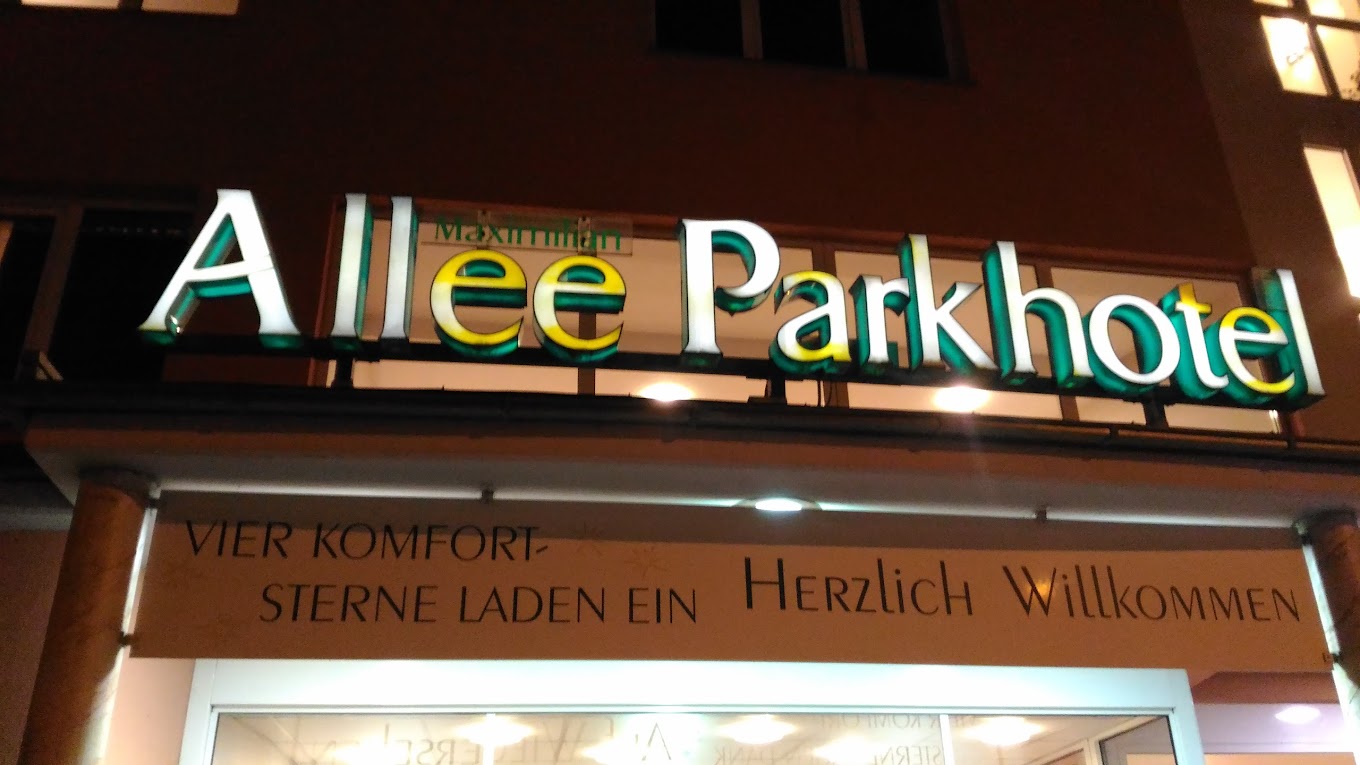 Maximilian
Allee Parkhotel
VIER KOMFORT-
STERNE LADEN EIN
HERZLICH WILLKOMMEN